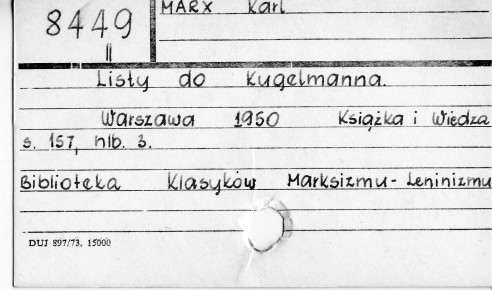 MARX Karl
8449
II
Listy do Kugelmanna.
Warszawa 1950 Książka i Wiedza
s. 157, nlb. 3.
Biblioteka Klasyków Marksizmu-Leninizmu
DUJ 897/73. 15000